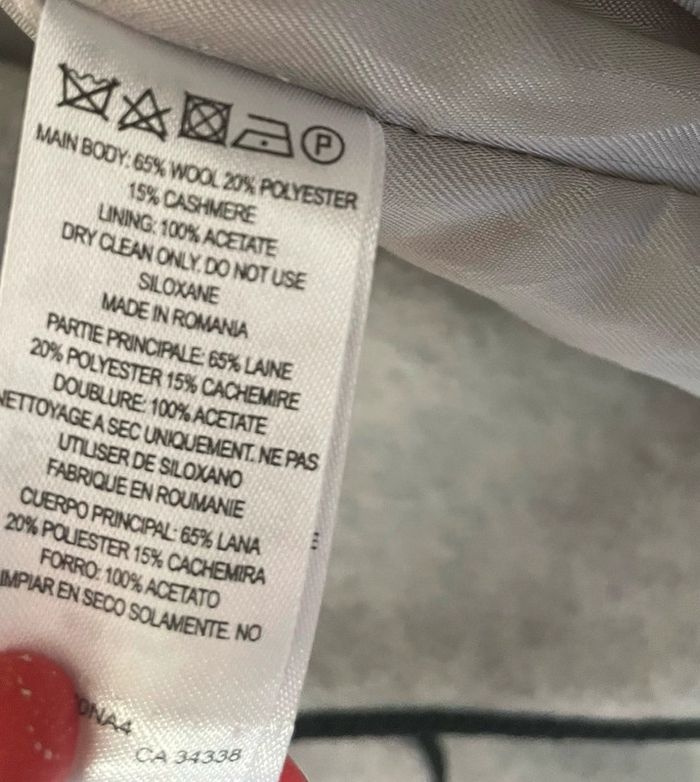 P
MAIN BODY: 65% WOOL 20% POLYESTER
15% CASHMERE
LINING: 100% ACETATE
DRY CLEAN ONLY. DO NOT USE
SILOXANE
MADE IN ROMANIA
PARTIE PRINCIPALE: 65% LAINE
20% POLYESTER 15% CACHEMIRE
DOUBLURE: 100% ACETATE
NETTOYAGE A SEC UNIQUEMENT. NE PAS
UTILISER DE SILOXANO
FABRIQUE EN ROUMANIE
CUERPO PRINCIPAL: 65% LANA
20% POLIESTER 15% CACHEMIRA
FORRO: 100% ACETATO
IMPIAR EN SECO SOLAMENTE. NO
CA 34338